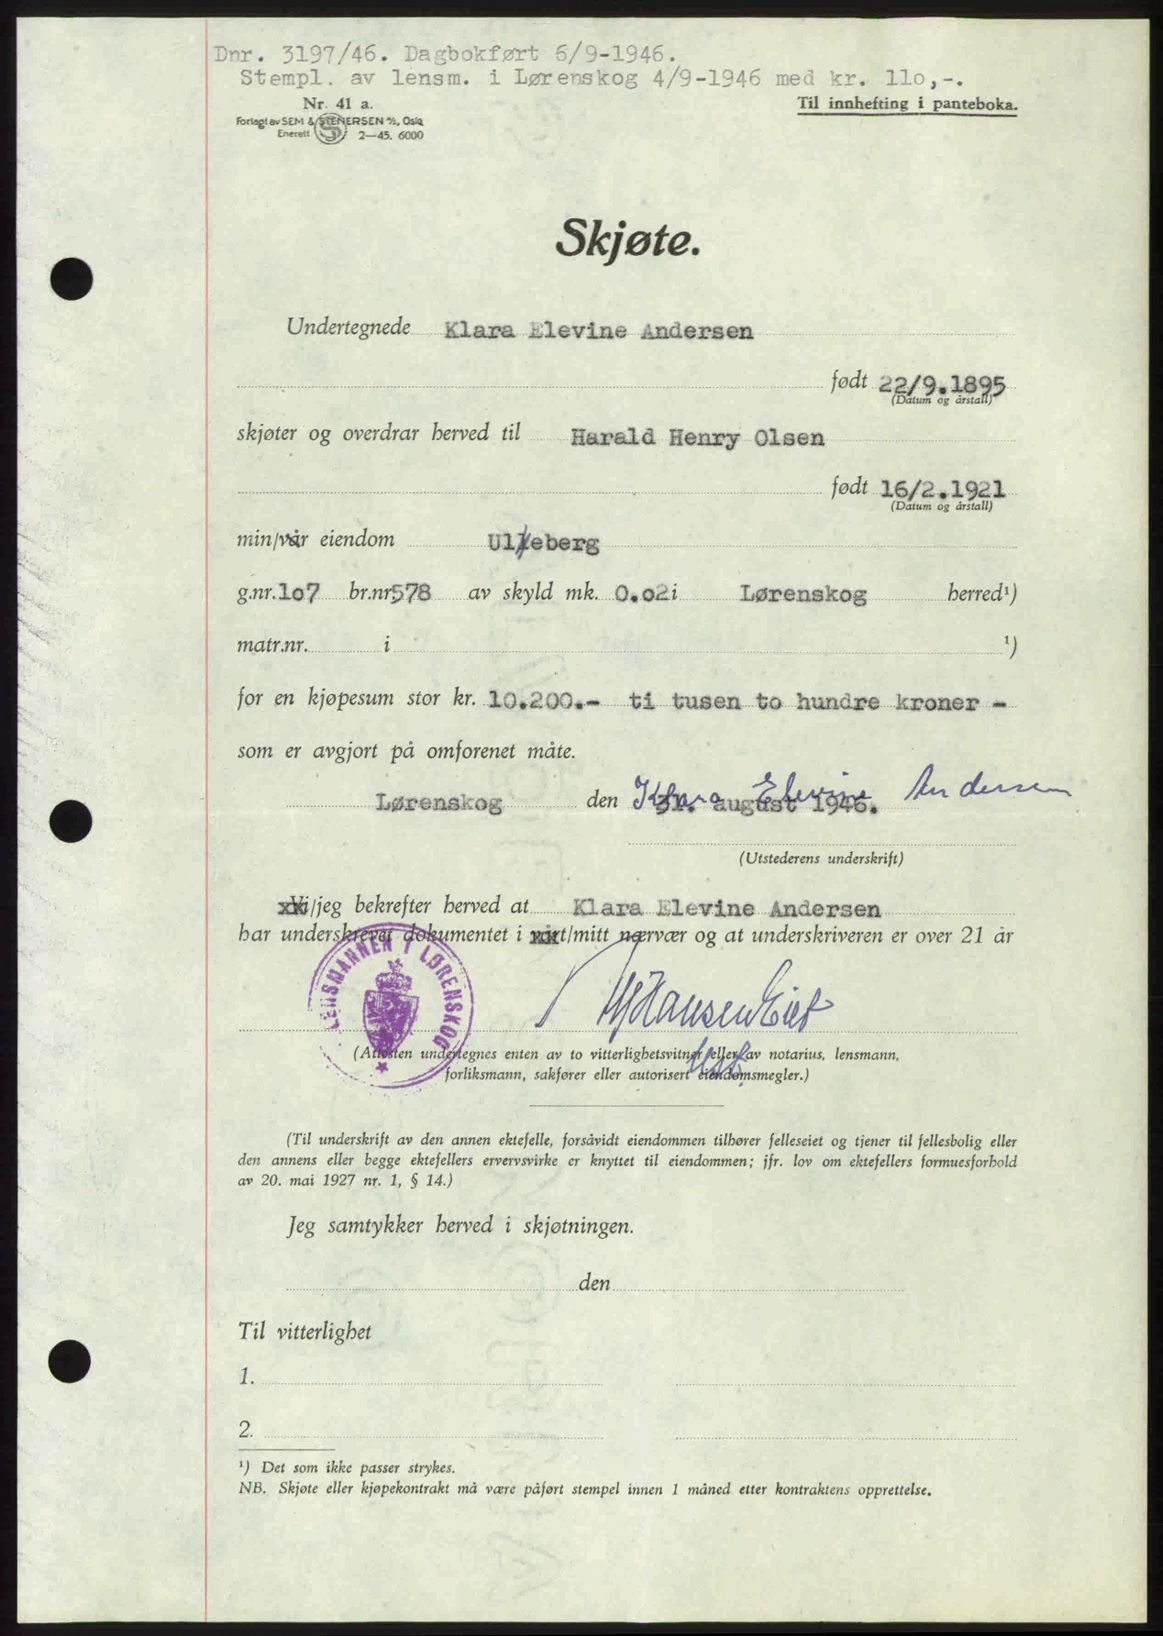 Dnr. 3197/46. Dagbokført 6/9-1946.
Stempl. av lensm. i Lørenskog 4/9-1946 med kr. 11o,-.
Nr. 41 a.
Til innhefting i panteboka.
Forlagt av SEM & STENERSEN A/S, Oslo
Enerett 2—45. 6000
Skjøte.
Undertegnede Klara Elevine Andersen
født 22/9.1895
(Datum og årstall)
skjøter og overdrar herved til Harald Henry Olsen
født 16/2.1921
(Datum og årstall)
min/vår eiendom Ulleberg
g.nr. 1o7 br.nr. 578 av skyld mk. 0.o2 i Lørenskog herred¹)
matr.nr. i ¹)
for en kjøpesum stor kr. 10.200.- ti tusen to hundre kroner -
som er avgjort på omforenet måte.
Lørenskog den 31. august 1946.
Klara Elevine Andersen
(Utstederens underskrift)
Vi/jeg bekrefter herved at Klara Elevine Andersen
har underskrevet dokumentet i vårt/mitt nærvær og at underskriveren er over 21 år
LENSMANNEN I LØRENSKOG
(Attesten undertegnes enten av to vitterlighetsvitner eller av notarius, lensmann,
forliksmann, sakfører eller autorisert eiendomsmegler.)
(Til underskrift av den annen ektefelle, forsåvidt eiendommen tilhører felleseiet og tjener til fellesbolig eller
den annens eller begge ektefellers ervervsvirke er knyttet til eiendommen; jfr. lov om ektefellers formuesforhold
av 20. mai 1927 nr. 1, § 14.)
Jeg samtykker herved i skjøtningen.
den
Til vitterlighet
1.
2.
¹) Det som ikke passer strykes.
NB. Skjøte eller kjøpekontrakt må være påført stempel innen 1 måned etter kontraktens opprettelse.